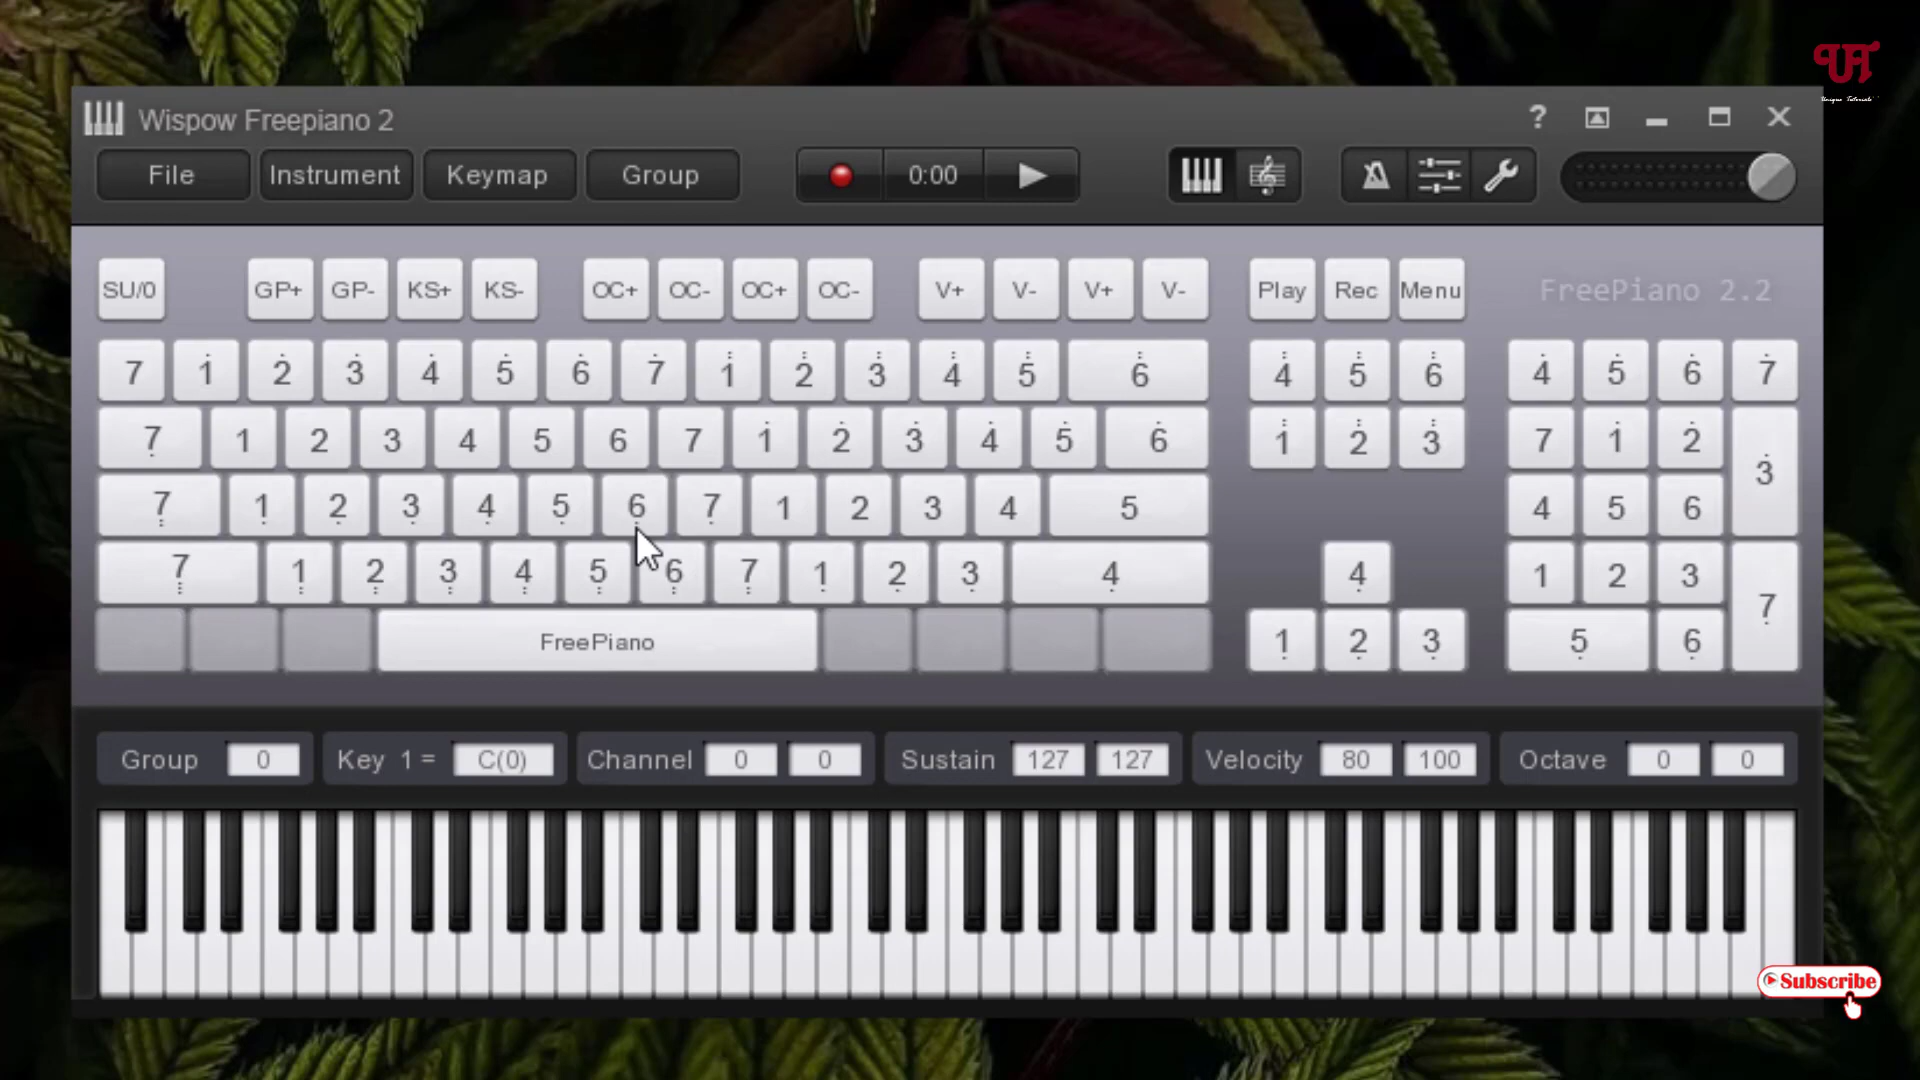 UT
Unique Tutorials
Wispow Freepiano 2
?
File Instrument Keymap Group 0:00
SU/0 GP+ GP- KS+ KS- OC+ OC- OC+ OC- V+ V- V+ V- Play Rec Menu FreePiano 2.2
7 1 2 3 4 5 6 7 1 2 3 4 5 6 4 5 6 4 5 6 7
7 1 2 3 4 5 6 7 1 2 3 4 5 6 1 2 3 7 1 2 3
7 1 2 3 4 5 6 7 1 2 3 4 5 4 5 6
7 1 2 3 4 5 6 7 1 2 3 4 4 1 2 3 7
FreePiano 1 2 3 5 6
Group 0 Key 1 = C(0) Channel 0 0 Sustain 127 127 Velocity 80 100 Octave 0 0
Subscribe